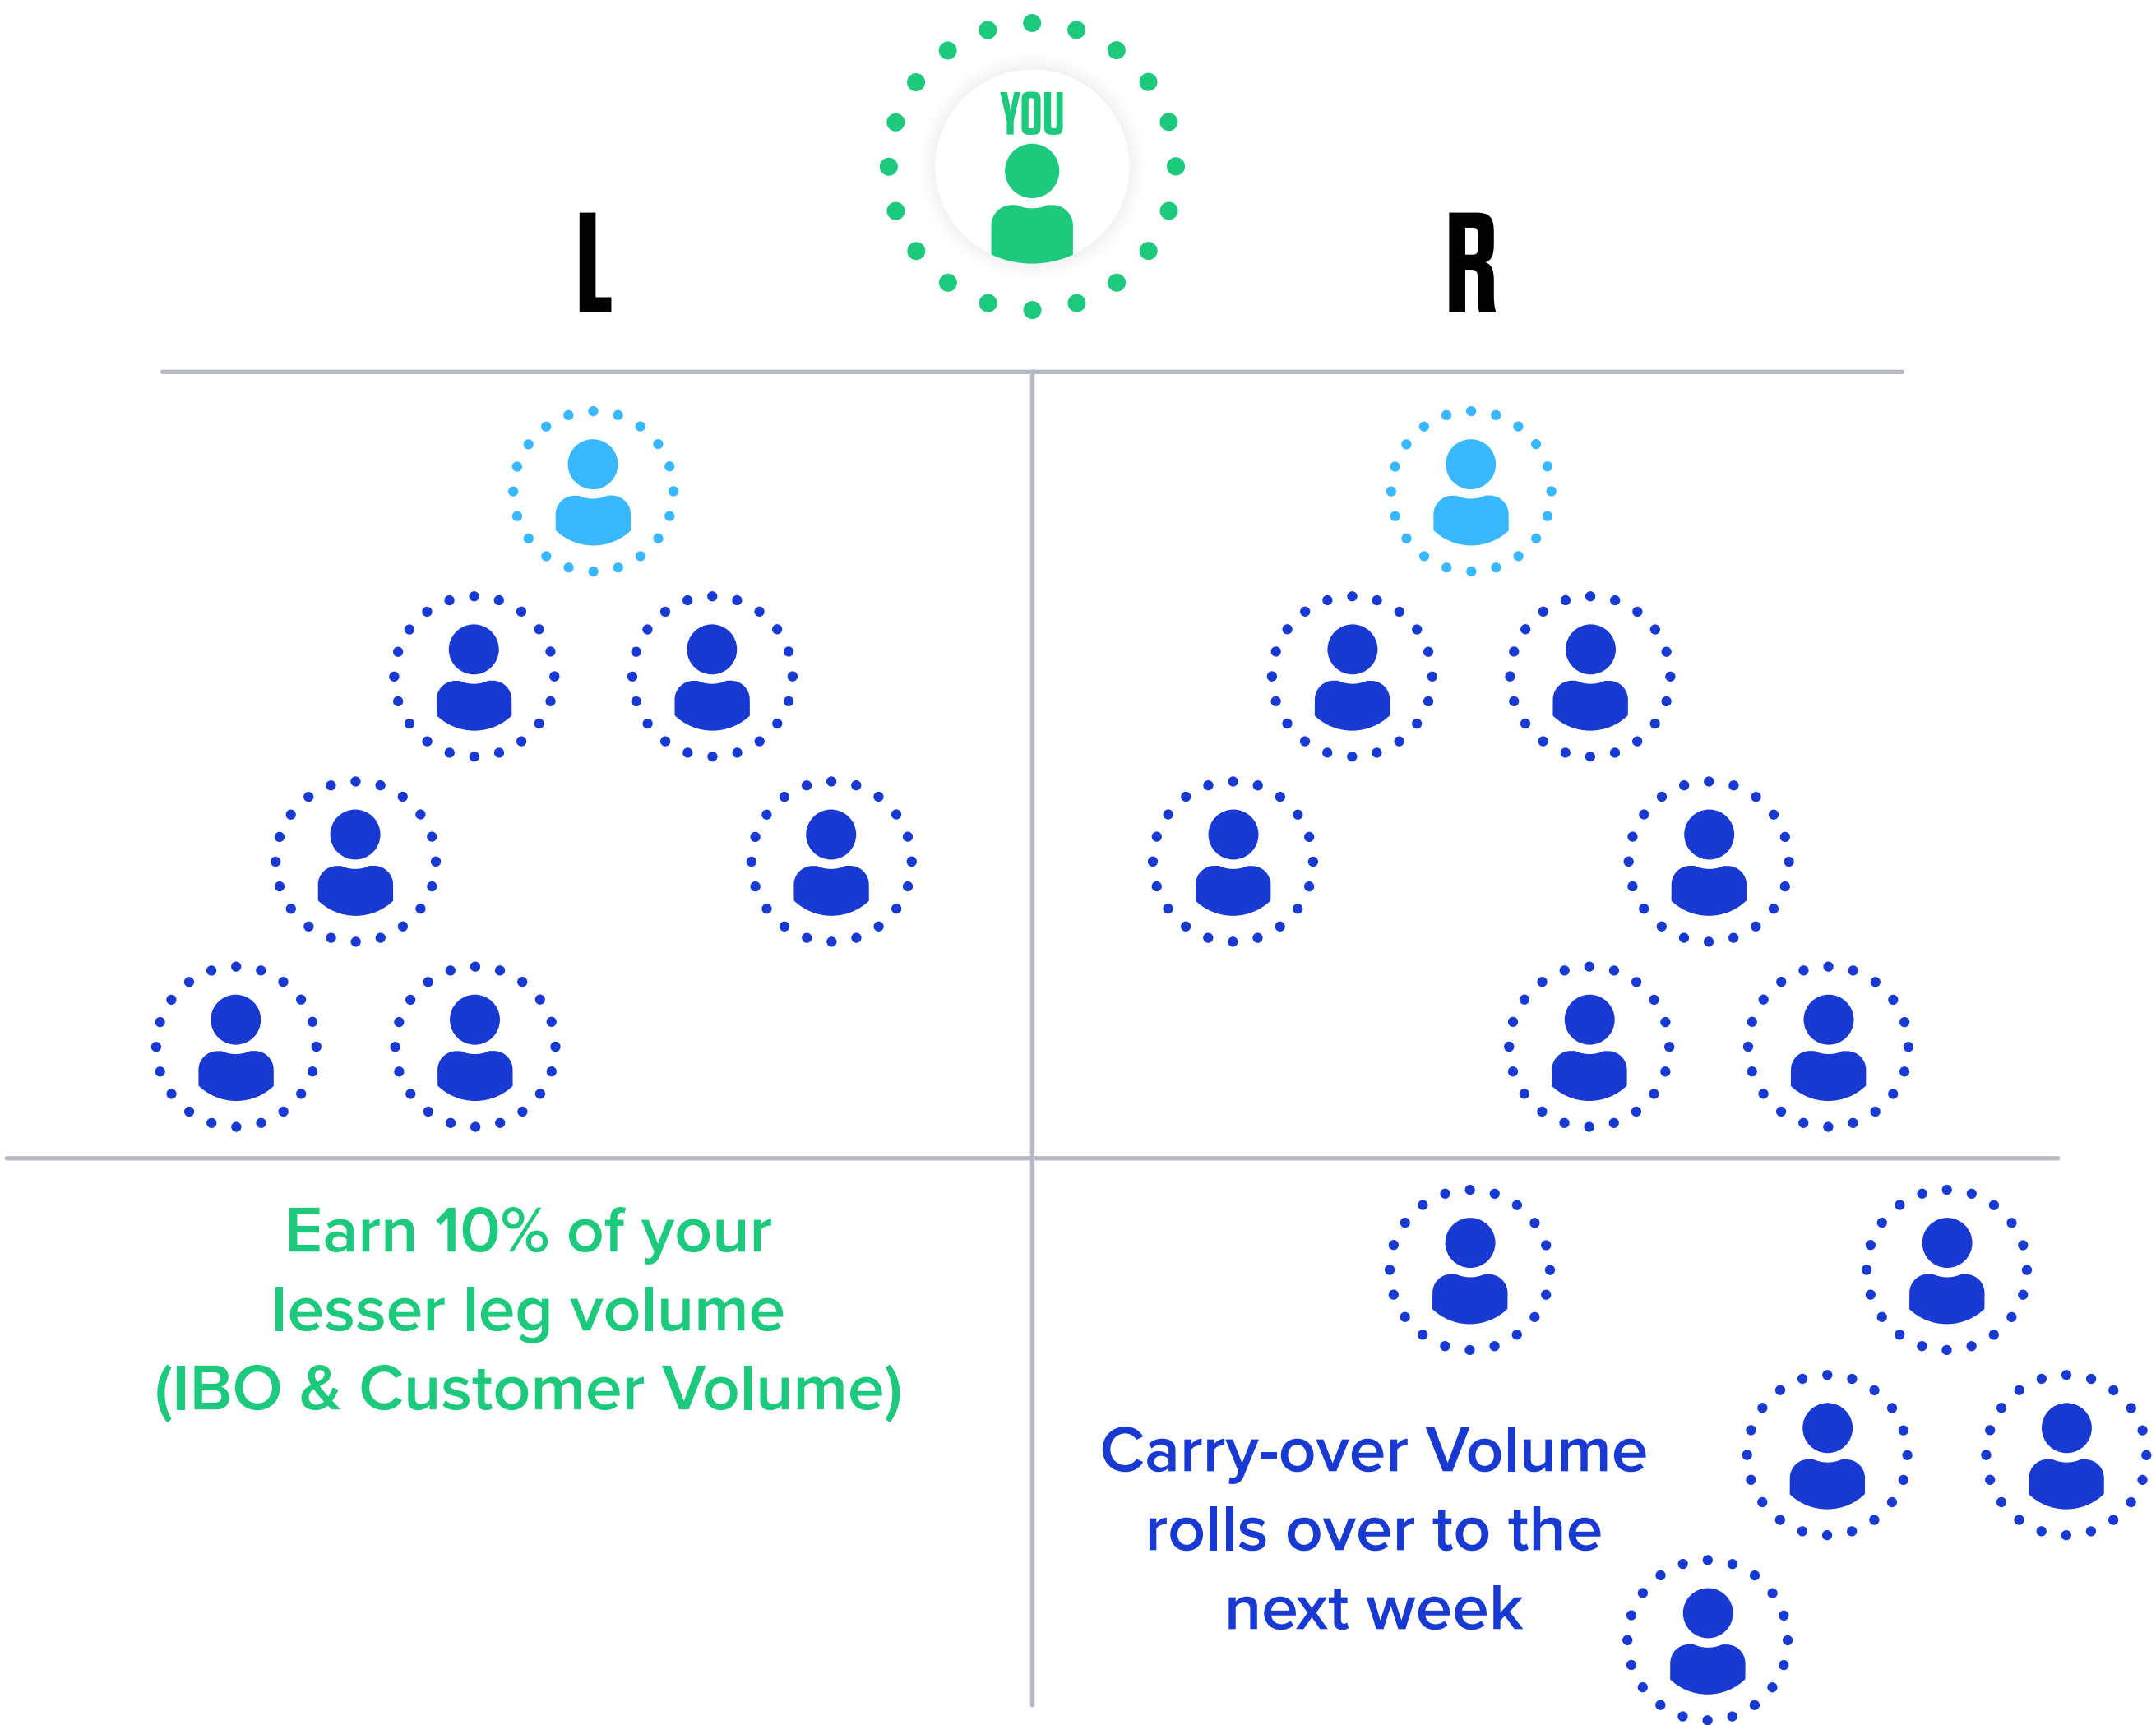 YOU
L
R
Earn 10% of your
lesser leg volume
(IBO & Customer Volume)
Carry-over Volume
rolls over to the
next week